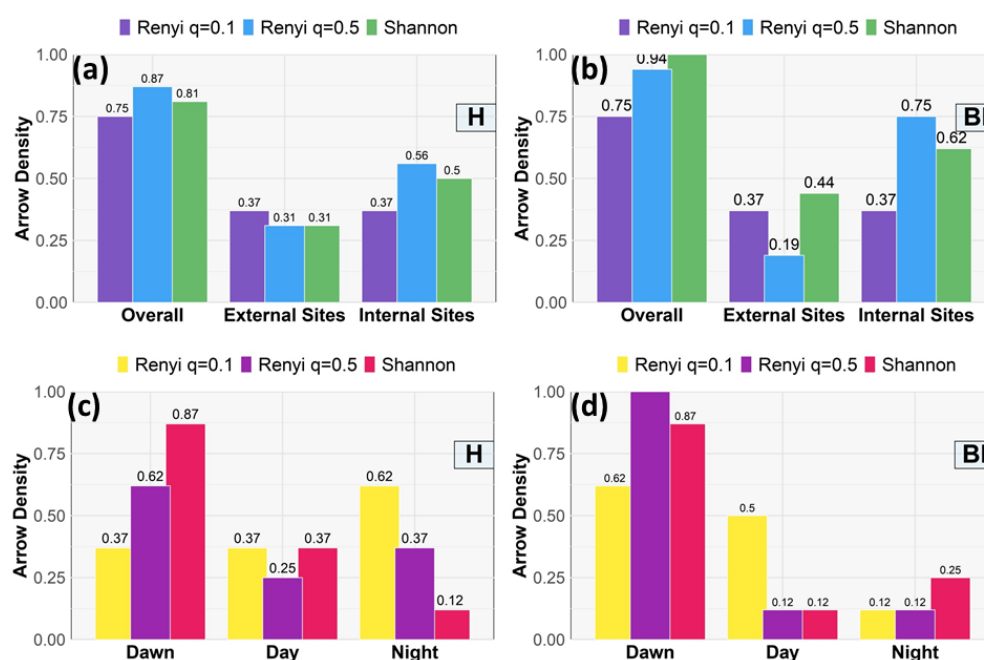 Renyi q=0.1 Renyi q=0.5 Shannon
(a)
H
Arrow Density
1.00
0.75
0.50
0.25
0.00
0.75 0.87 0.81
0.37 0.31 0.31
0.37 0.56 0.5
Overall External Sites Internal Sites
Renyi q=0.1 Renyi q=0.5 Shannon
(b)
Arrow Density
1.00
0.75
0.50
0.25
0.00
0.75 0.94
0.37 0.19 0.44
0.37 0.75 0.62
Overall External Sites Internal Sites
Renyi q=0.1 Renyi q=0.5 Shannon
(c)
H
Arrow Density
1.00
0.75
0.50
0.25
0.00
0.37 0.62 0.87
0.37 0.25 0.37
0.62 0.37 0.12
Dawn Day Night
Renyi q=0.1 Renyi q=0.5 Shannon
(d)
Arrow Density
1.00
0.75
0.50
0.25
0.00
0.62 0.87
0.5 0.12 0.12
0.12 0.12 0.25
Dawn Day Night